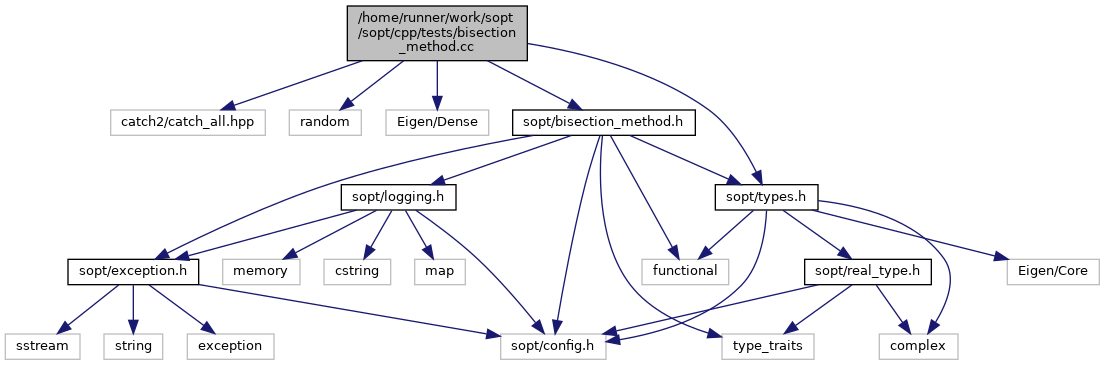 /home/runner/work/sopt
/sopt/cpp/tests/bisection
_method.cc
catch2/catch_all.hpp
random
Eigen/Dense
sopt/bisection_method.h
sopt/logging.h
sopt/types.h
sopt/exception.h
memory
cstring
map
functional
sopt/real_type.h
Eigen/Core
sstream
string
exception
sopt/config.h
type_traits
complex